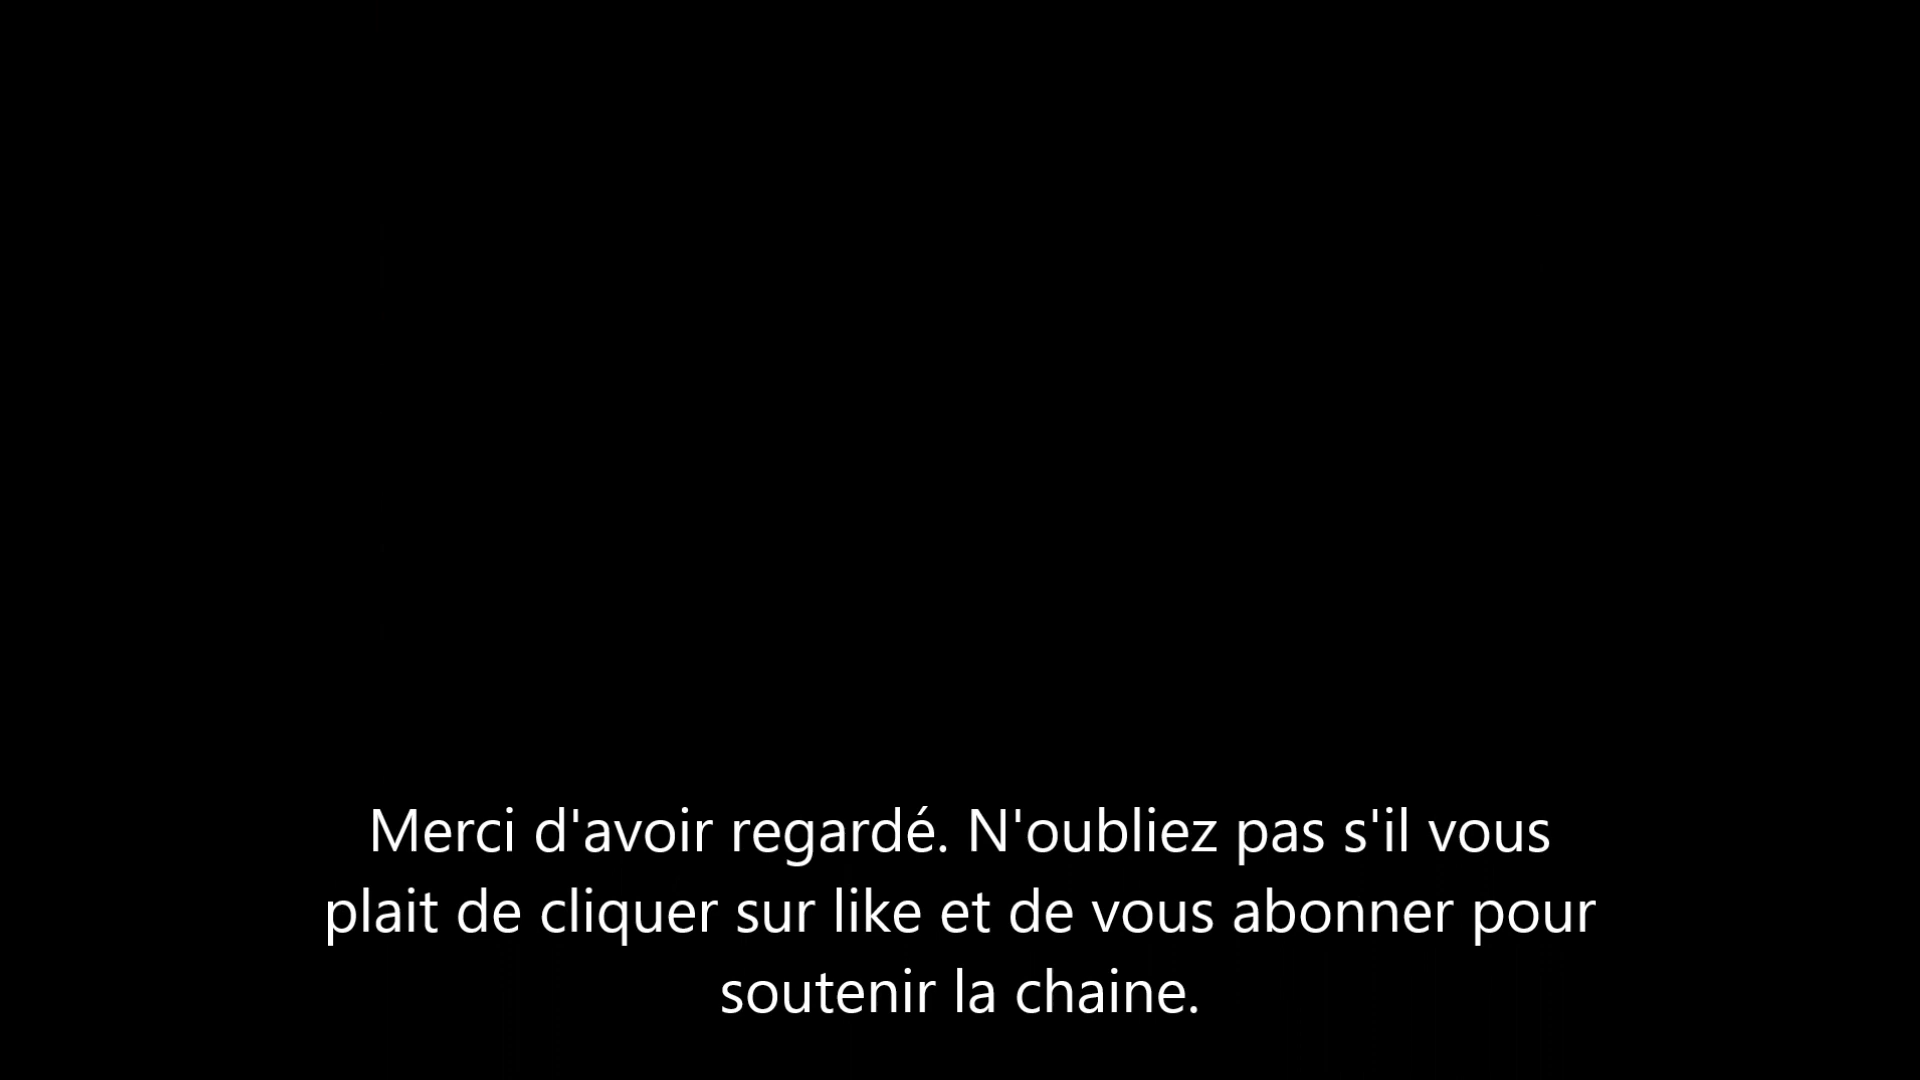 Merci d'avoir regardé. N'oubliez pas s'il vous
plait de cliquer sur like et de vous abonner pour
soutenir la chaine.